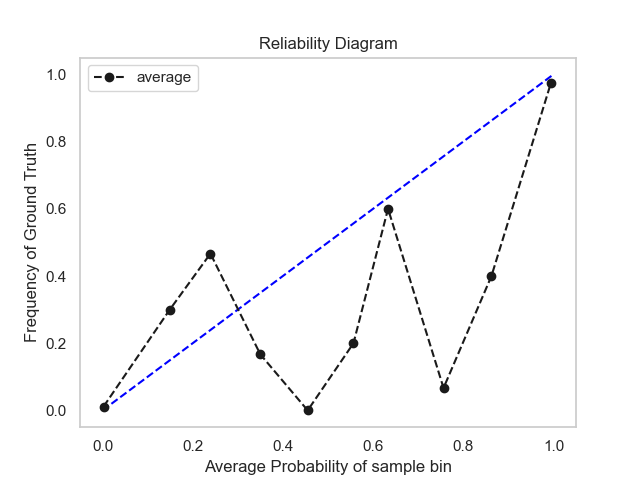 Reliability Diagram
average
Frequency of Ground Truth
1.0
0.8
0.6
0.4
0.2
0.0
0.0 0.2 0.4 0.6 0.8 1.0
Average Probability of sample bin